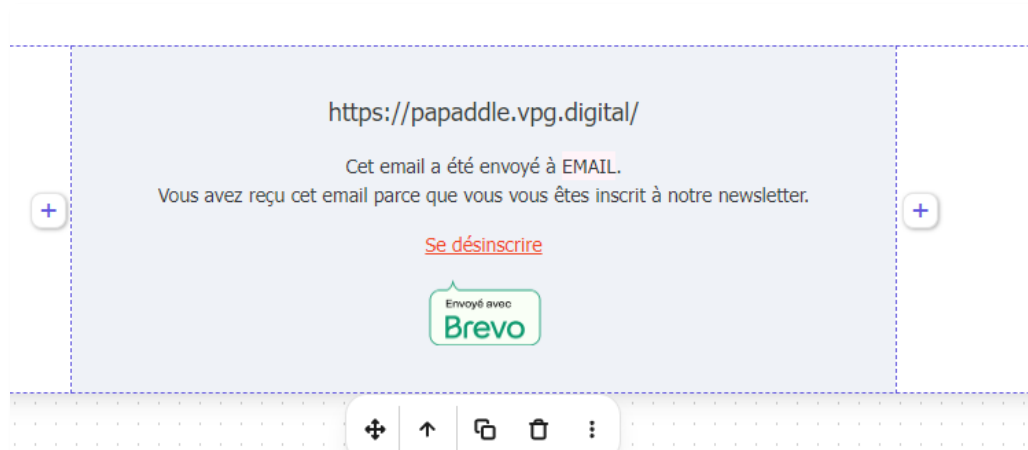 https://papaddle.vpg.digital/
Cet email a été envoyé à EMAIL.
Vous avez reçu cet email parce que vous vous êtes inscrit à notre newsletter.
Se désinscrire
Envoyé avec
Brevo